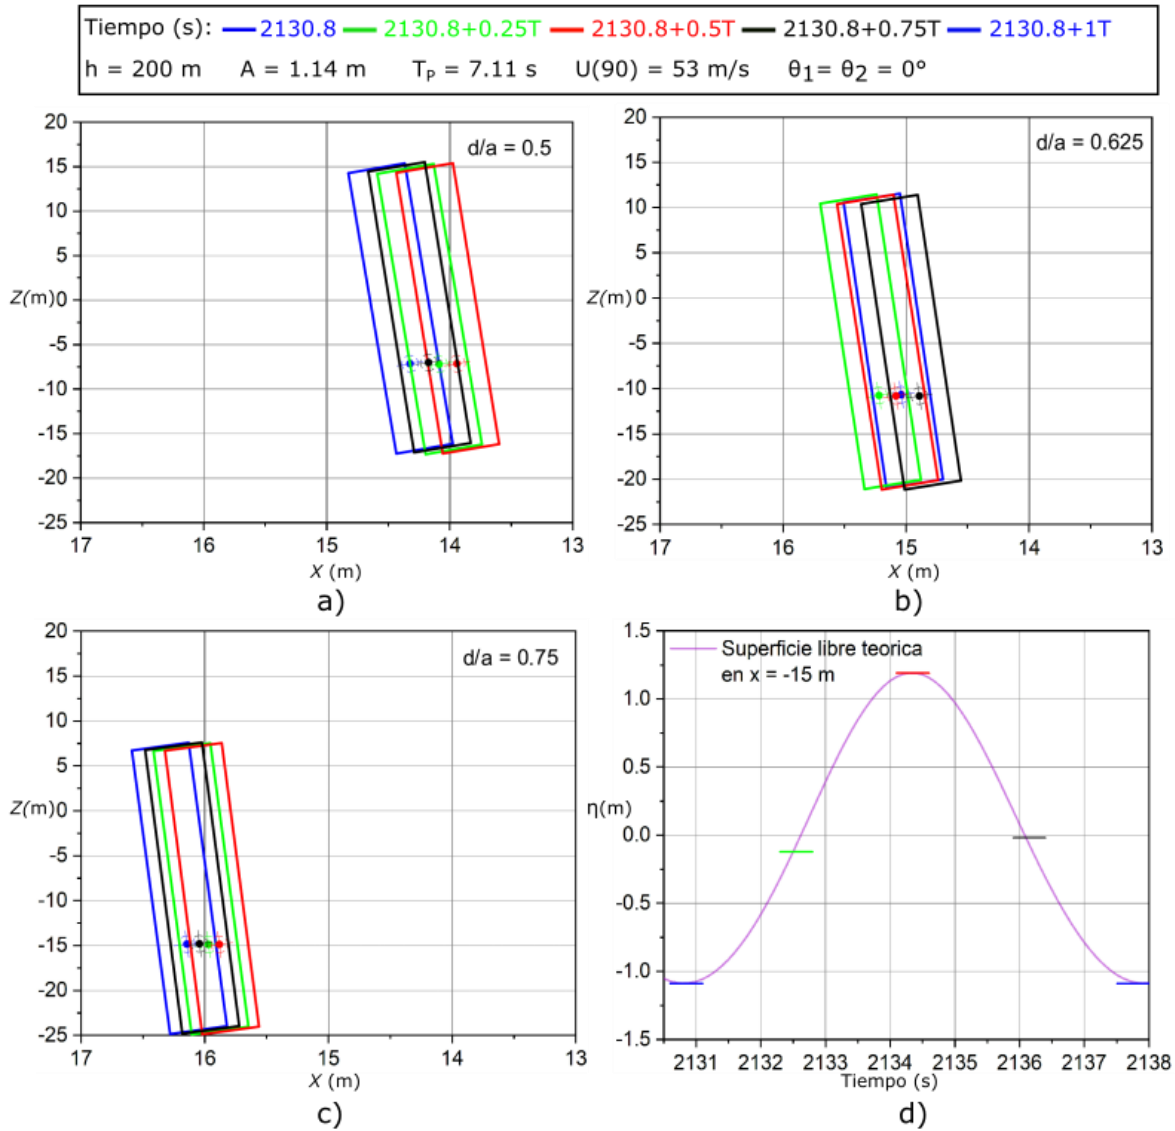 Tiempo (s): 2130.8 2130.8+0.25T 2130.8+0.5T 2130.8+0.75T 2130.8+1T
h = 200 m A = 1.14 m Tₚ = 7.11 s U(90) = 53 m/s θ₁= θ₂ = 0°
d/a = 0.5
20
15
10
5
0
-5
-10
-15
-20
-25
Z(m)
17 16 15 14 13
X (m)
a)
d/a = 0.625
20
15
10
5
0
-5
-10
-15
-20
-25
Z(m)
17 16 15 14 13
X (m)
b)
d/a = 0.75
20
15
10
5
0
-5
-10
-15
-20
-25
Z(m)
17 16 15 14 13
X (m)
c)
Superficie libre teorica
en x = -15 m
1.5
1.0
0.5
0.0
-0.5
-1.0
-1.5
η(m)
2131 2132 2133 2134 2135 2136 2137 2138
Tiempo (s)
d)